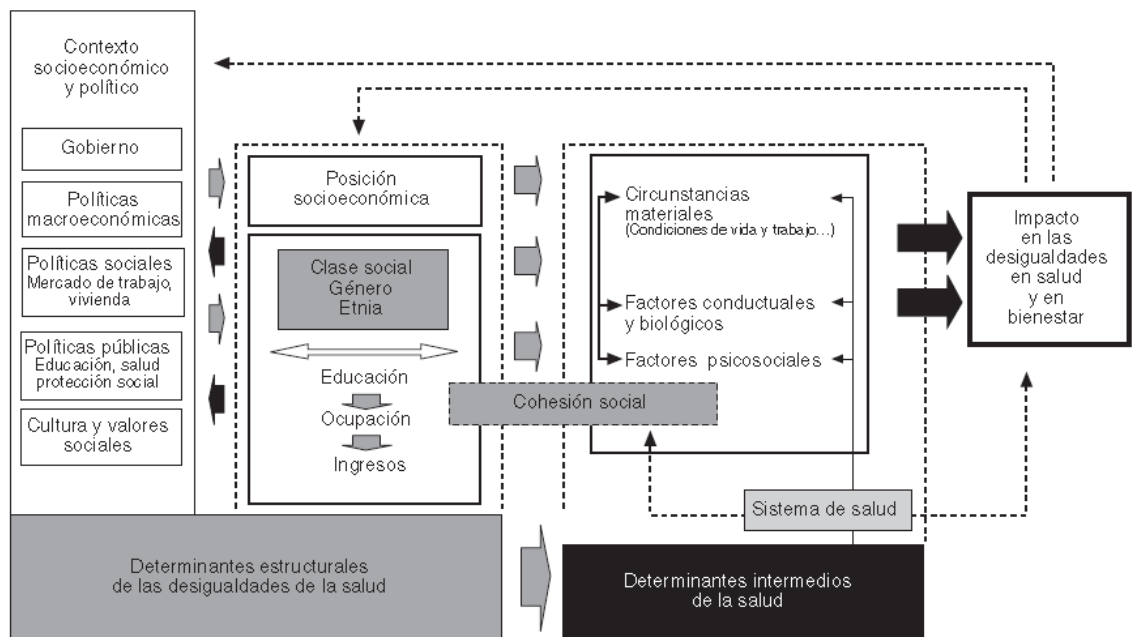 Contexto
socioeconómico
y político
Gobierno
Políticas
macroeconómicas
Políticas sociales
Mercado de trabajo,
vivienda
Políticas públicas
Educación, salud
protección social
Cultura y valores
sociales
Posición
socioeconómica
Clase social
Género
Etnia
Educación
Ocupación
Ingresos
Cohesión social
Circunstancias
materiales
(Condiciones de vida y trabajo...)
Factores conductuales
y biológicos
Factores psicosociales
Sistema de salud
Impacto
en las
desigualdades
en salud
y en
bienestar
Determinantes estructurales
de las desigualdades de la salud
Determinantes intermedios
de la salud